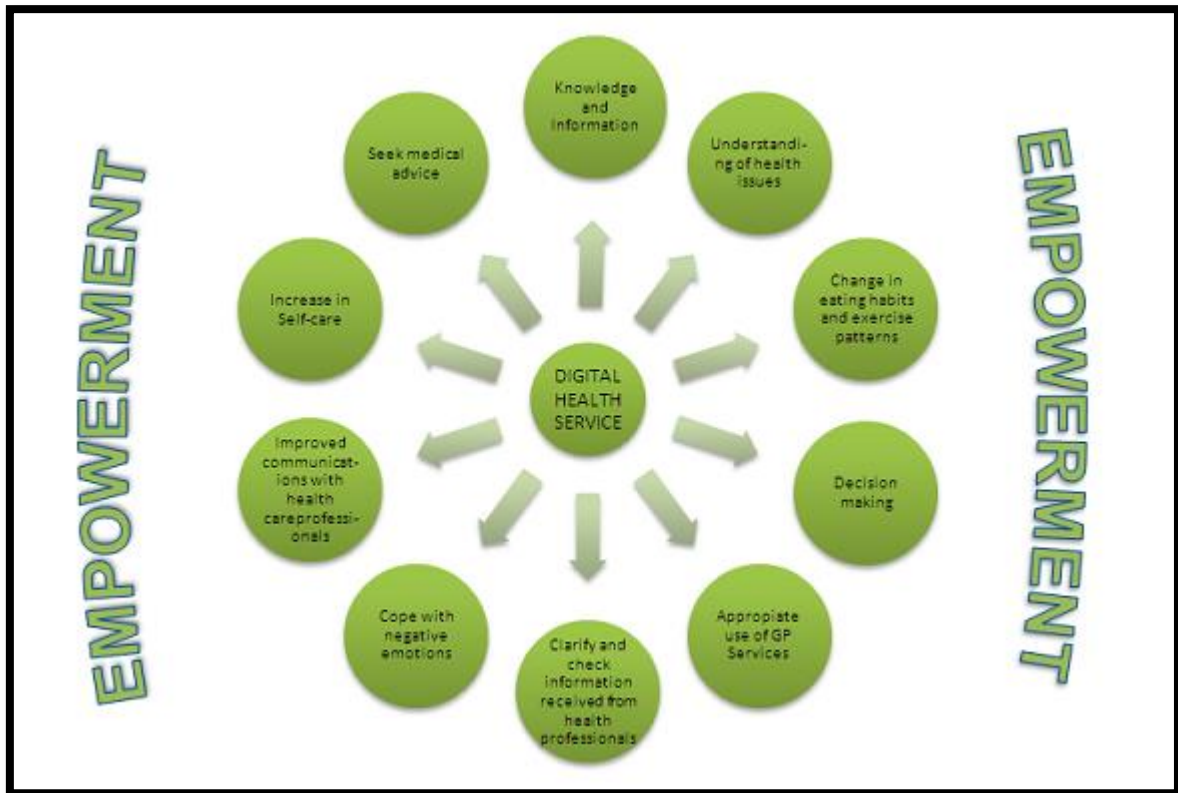 EMPOWERMENT
Knowledge
and
Information
Understandi-
ng of health
issues
Change in
eating habits
and exercise
patterns
Decision
making
Appropiate
use of GP
Services
Clarify and
check
information
received from
health
professionals
Cope with
negative
emotions
Improved
communicat-
ions with
health
careprofessi-
onals
Increase in
Self-care
Seek medical
advice
DIGITAL
HEALTH
SERVICE
EMPOWERMENT